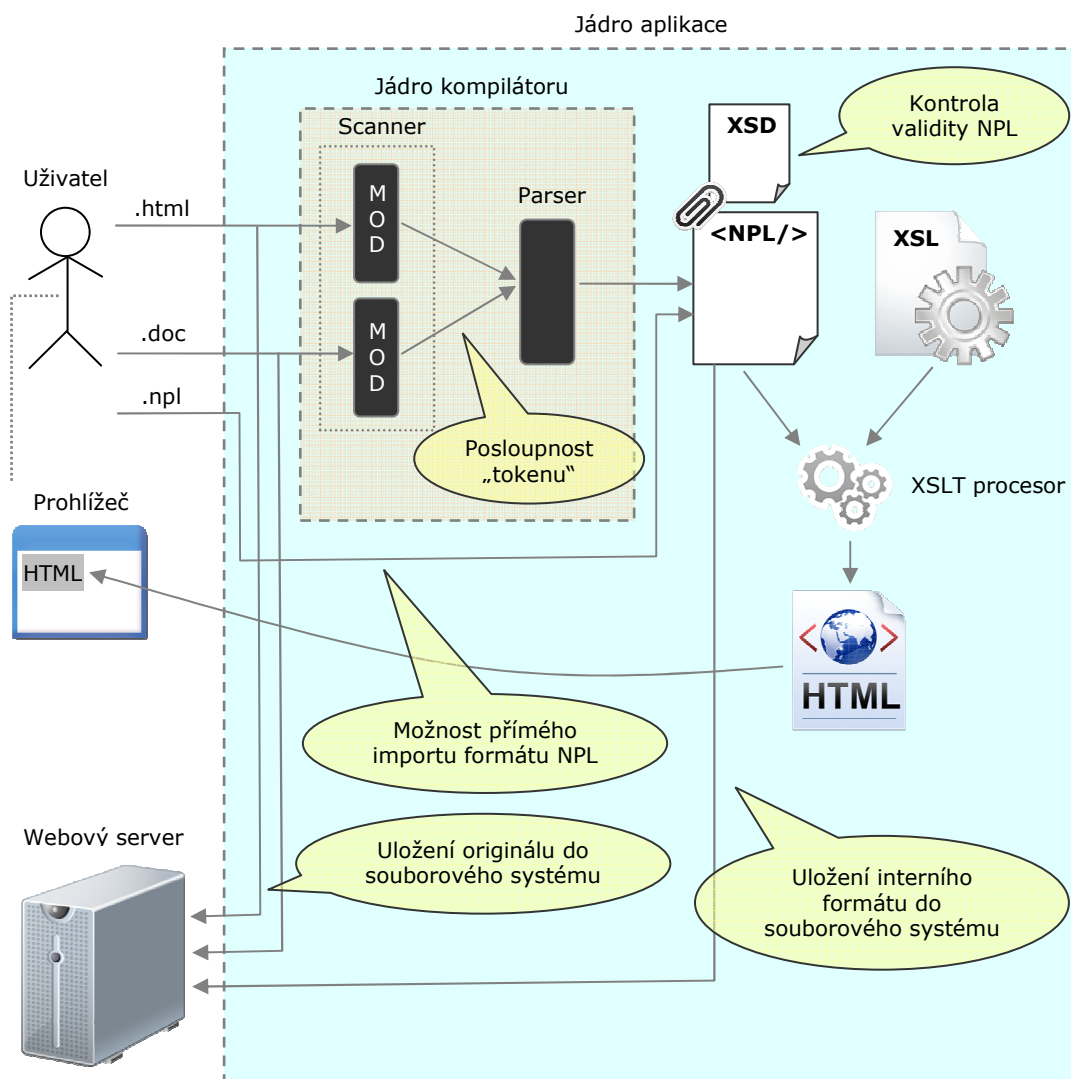 Jádro aplikace
Jádro kompilátoru
Scanner
Kontrola
validity NPL
XSD
Uživatel
.html
M
O
D
Parser
<NPL/>
XSL
.doc
M
O
D
.npl
Posloupnost
„tokenu“
XSLT procesor
Prohlížeč
HTML
HTML
Možnost přímého
importu formátu NPL
Webový server
Uložení originálu do
souborového systému
Uložení interního
formátu do
souborového systému